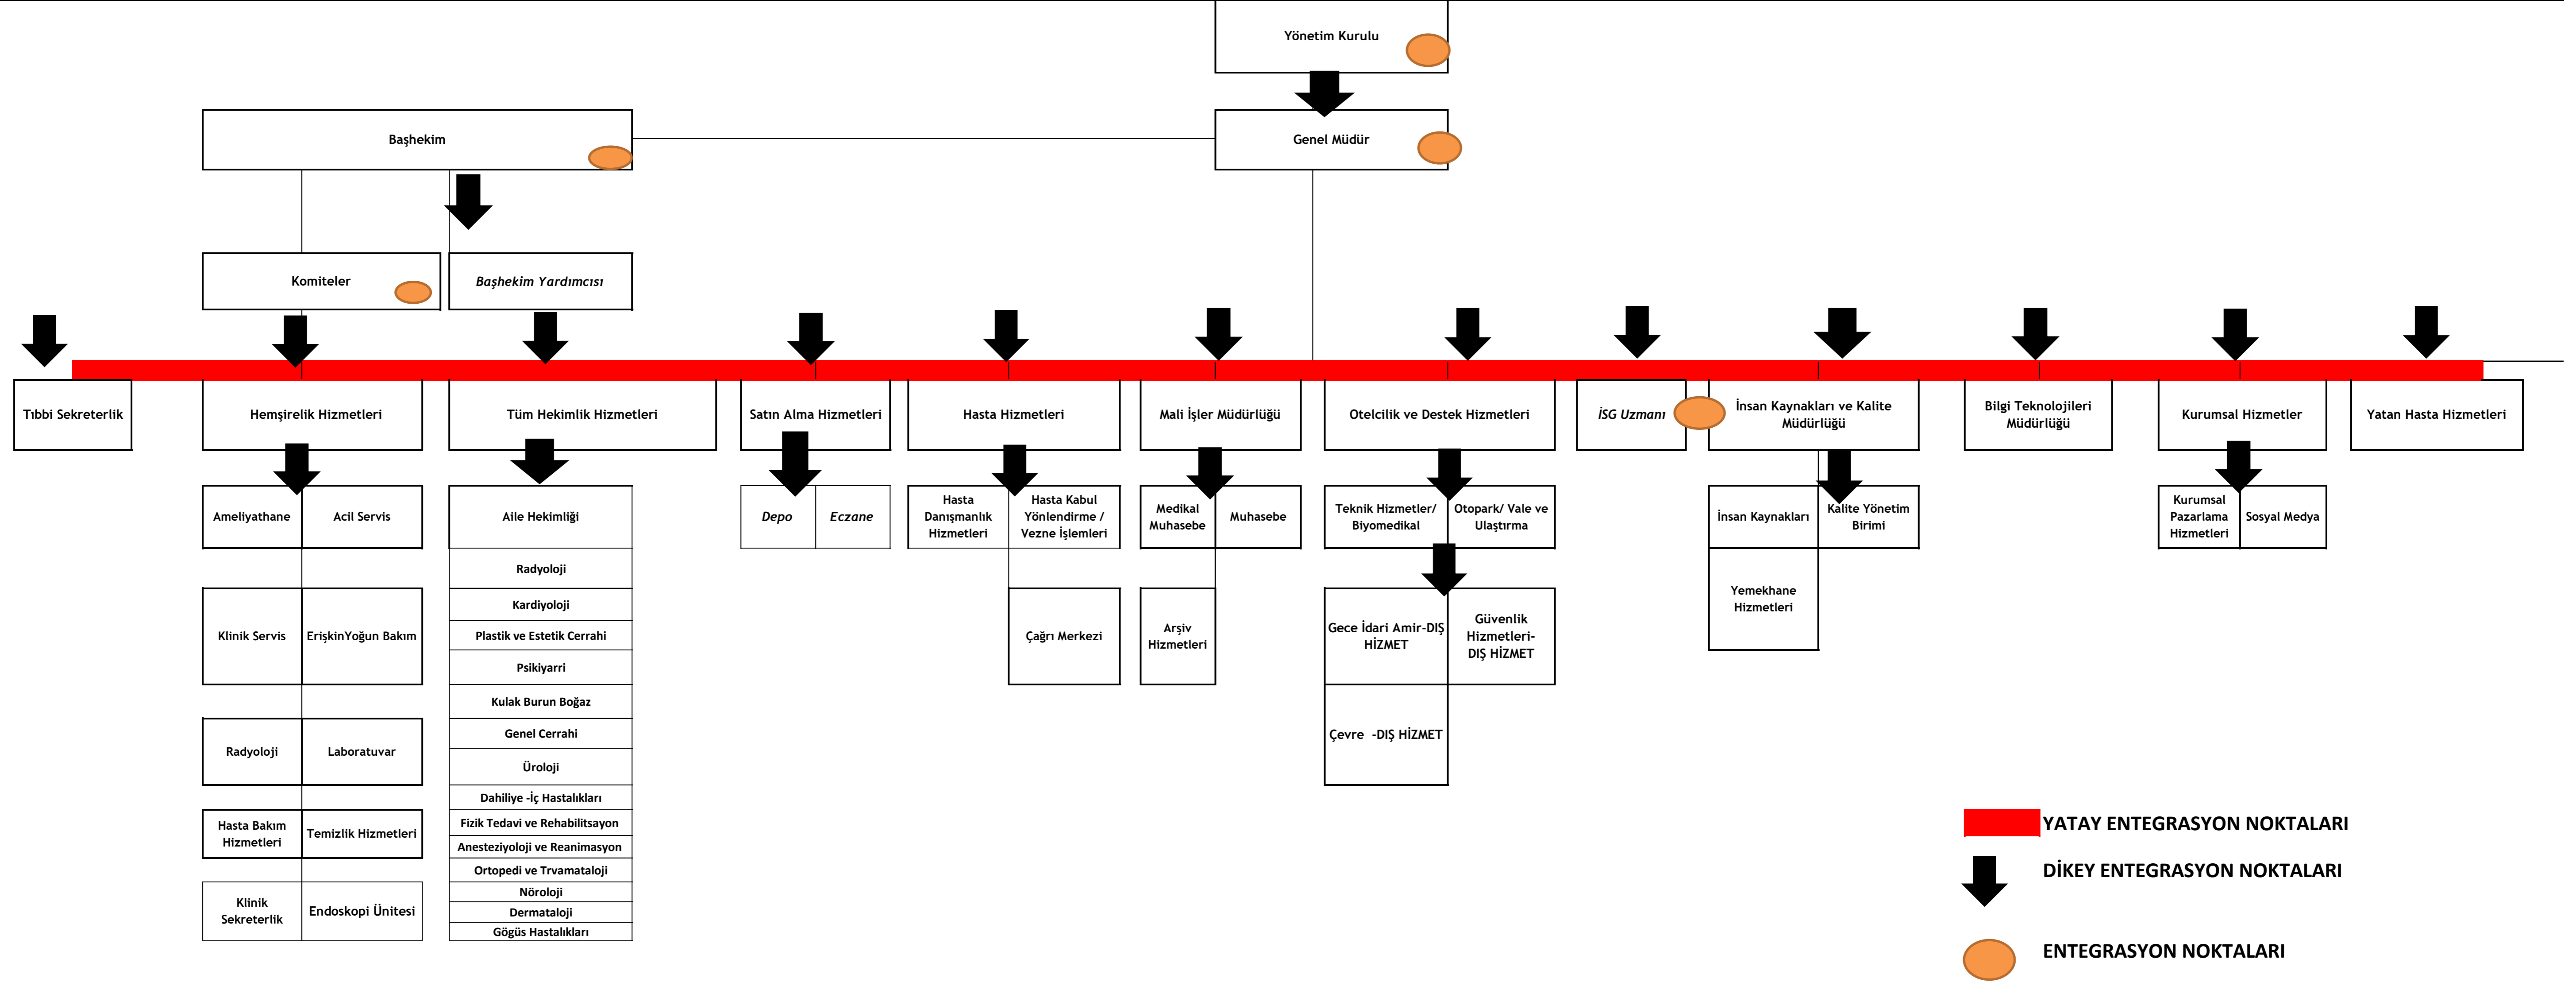 Yönetim Kurulu
Başhekim
Genel Müdür
Komiteler
Başhekim Yardımcısı
Tıbbi Sekreterlik
Hemşirelik Hizmetleri
Tüm Hekimlik Hizmetleri
Satın Alma Hizmetleri
Hasta Hizmetleri
Mali İşler Müdürlüğü
Otelcilik ve Destek Hizmetleri
İSG Uzmanı
İnsan Kaynakları ve Kalite
Müdürlüğü
Bilgi Teknolojileri
Müdürlüğü
Kurumsal Hizmetler
Yatan Hasta Hizmetleri
Ameliyathane
Acil Servis
Aile Hekimliği
Depo
Eczane
Hasta
Danışmanlık
Hizmetleri
Hasta Kabul
Yönlendirme /
Vezne İşlemleri
Medikal
Muhasebe
Muhasebe
Teknik Hizmetler/
Biyomedikal
Otopark/ Vale ve
Ulaştırma
İnsan Kaynakları
Kalite Yönetim
Birimi
Kurumsal
Pazarlama
Hizmetleri
Sosyal Medya
Radyoloji
Kardiyoloji
Plastik ve Estetik Cerrahi
Psikiyarri
Kulak Burun Boğaz
Genel Cerrahi
Üroloji
Dahiliye -İç Hastalıkları
Fizik Tedavi ve Rehabilitsayon
Anesteziyoloji ve Reanimasyon
Ortopedi ve Trvamataloji
Nöroloji
Dermataloji
Gögüs Hastalıkları
Klinik Servis
ErişkinYoğun Bakım
Çağrı Merkezi
Arşiv
Hizmetleri
Gece İdari Amir-DIŞ
HİZMET
Güvenlik
Hizmetleri-
DIŞ HİZMET
Yemekhane
Hizmetleri
Radyoloji
Laboratuvar
Çevre -DIŞ HİZMET
Hasta Bakım
Hizmetleri
Temizlik Hizmetleri
Klinik
Sekreterlik
Endoskopi Ünitesi
YATAY ENTEGRASYON NOKTALARI
DİKEY ENTEGRASYON NOKTALARI
ENTEGRASYON NOKTALARI